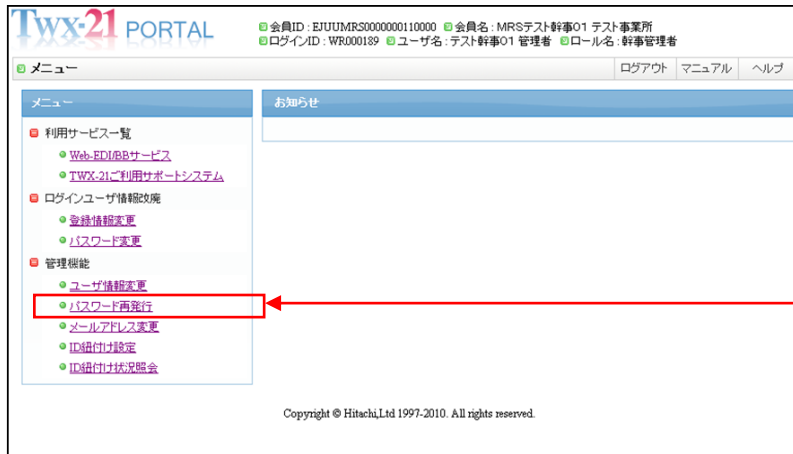 TWX-21 PORTAL
会員ID : EJUUMRS0000000110000 会員名 : MRSテスト幹事01 テスト事業所
ログインID : WR000189 ユーザ名 : テスト幹事01 管理者 ロール名 : 幹事管理者
メニュー
ログアウト マニュアル ヘルプ
メニュー
お知らせ
利用サービス一覧
Web-EDI/BBサービス
TWX-21ご利用サポートシステム
ログインユーザ情報改廃
登録情報変更
パスワード変更
管理機能
ユーザ情報変更
パスワード再発行
メールアドレス変更
ID紐付け設定
ID紐付け状況照会
Copyright © Hitachi,Ltd 1997-2010. All rights reserved.